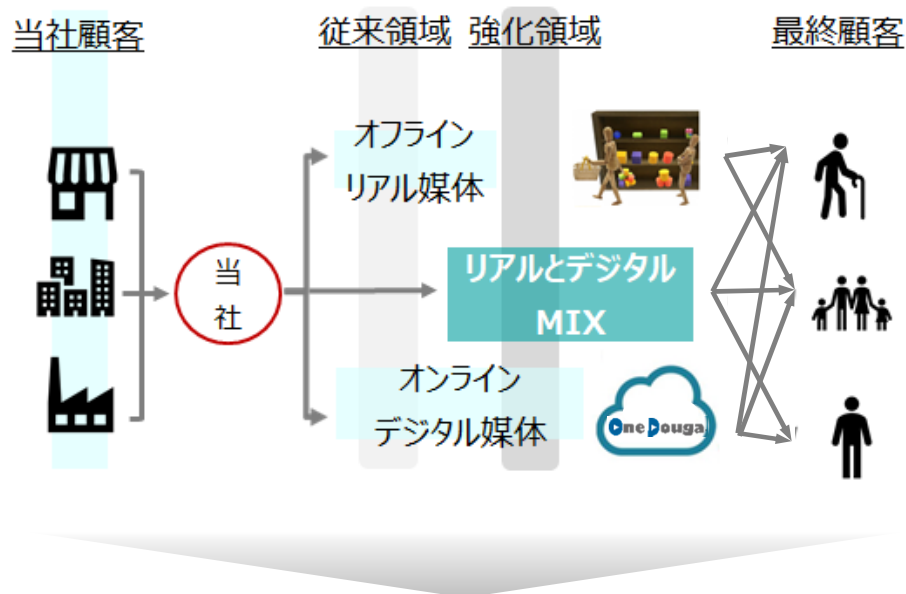 当社顧客
従来領域
強化領域
最終顧客
オフライン
リアル媒体
当
社
リアルとデジタル
MIX
オンライン
デジタル媒体
OneDouga